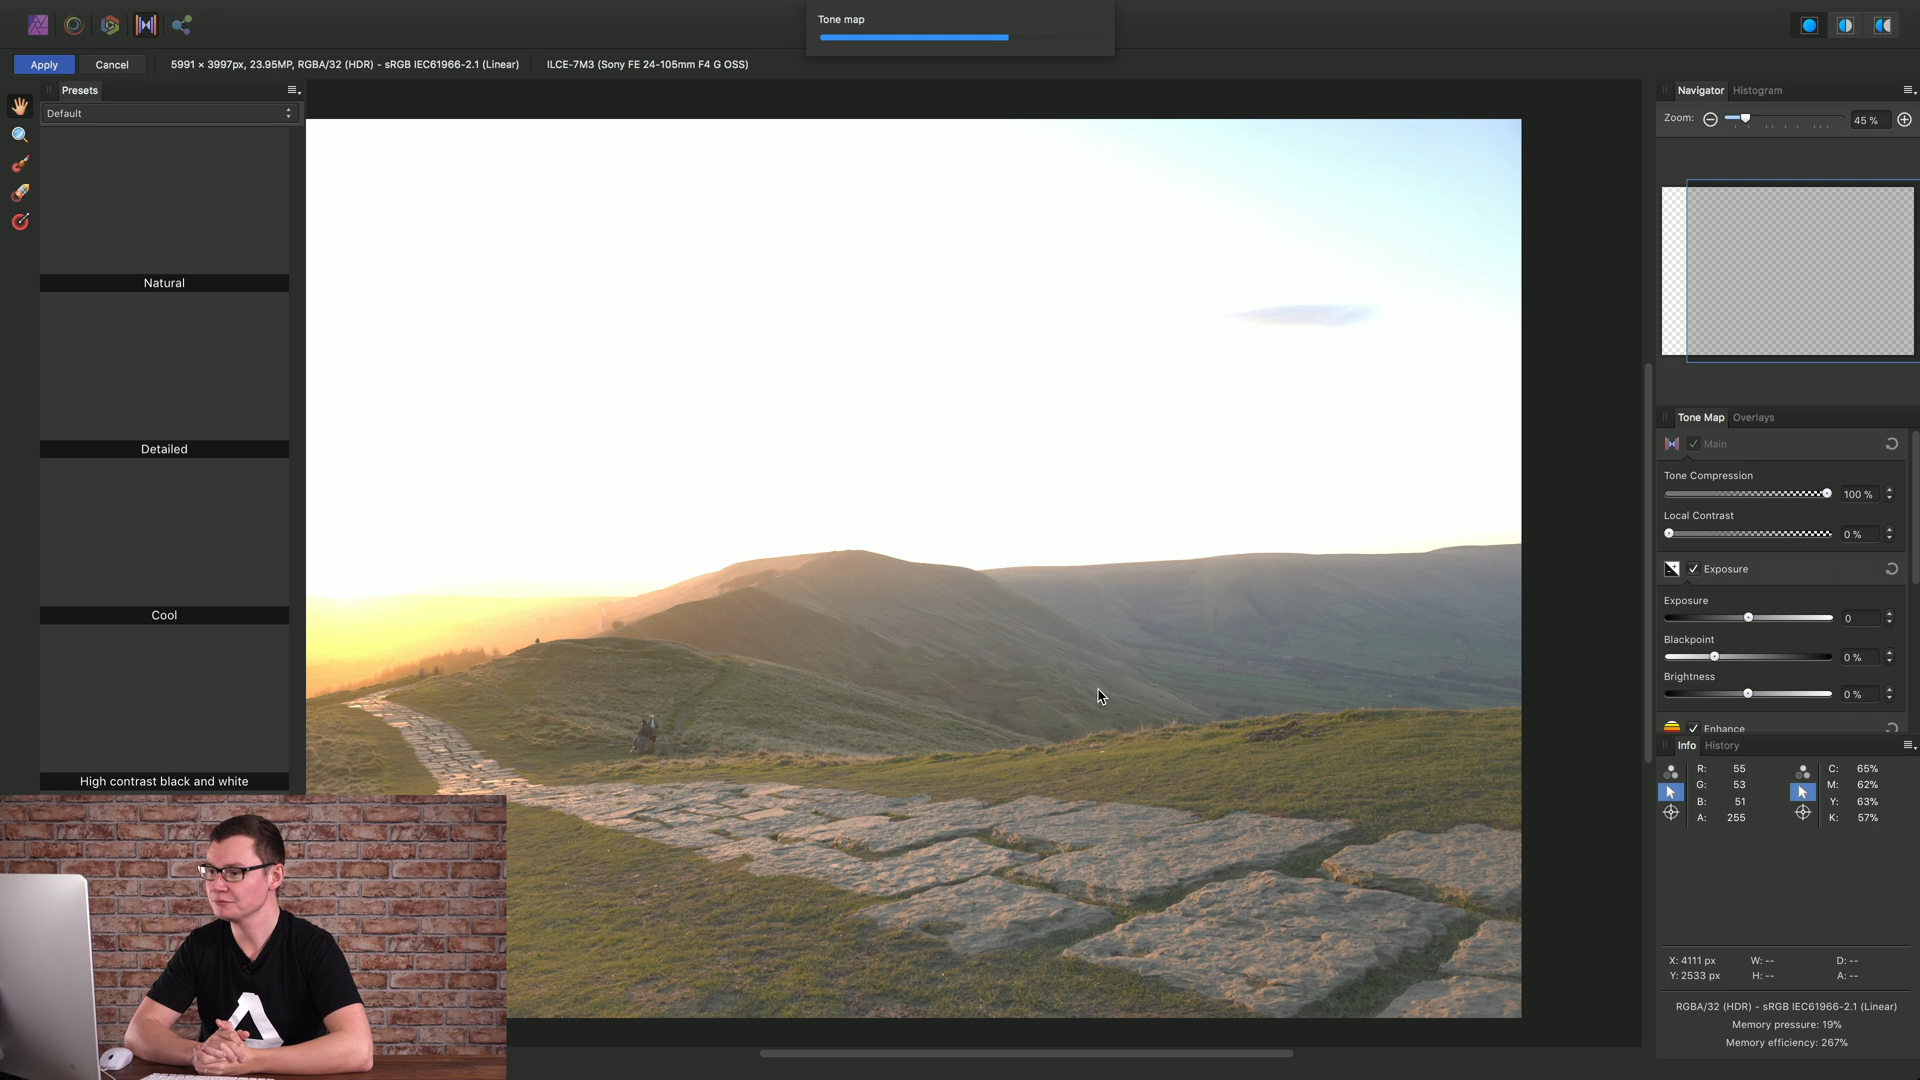 Tone map
Apply
Cancel
5991 × 3997px, 23.95MP, RGBA/32 (HDR) - sRGB IEC61966-2.1 (Linear)
ILCE-7M3 (Sony FE 24-105mm F4 G OSS)
Presets
Default
Natural
Detailed
Cool
High contrast black and white
Navigator
Histogram
Zoom:
45 %
Tone Map
Overlays
Main
Tone Compression
100 %
Local Contrast
0 %
Exposure
Exposure
0
Blackpoint
0 %
Brightness
0 %
Enhance
Info
History
R: 55
G: 53
B: 51
A: 255
C: 65%
M: 62%
Y: 63%
K: 57%
X: 4111 px
W: --
D: --
Y: 2533 px
H: --
A: --
RGBA/32 (HDR) - sRGB IEC61966-2.1 (Linear)
Memory pressure: 19%
Memory efficiency: 267%